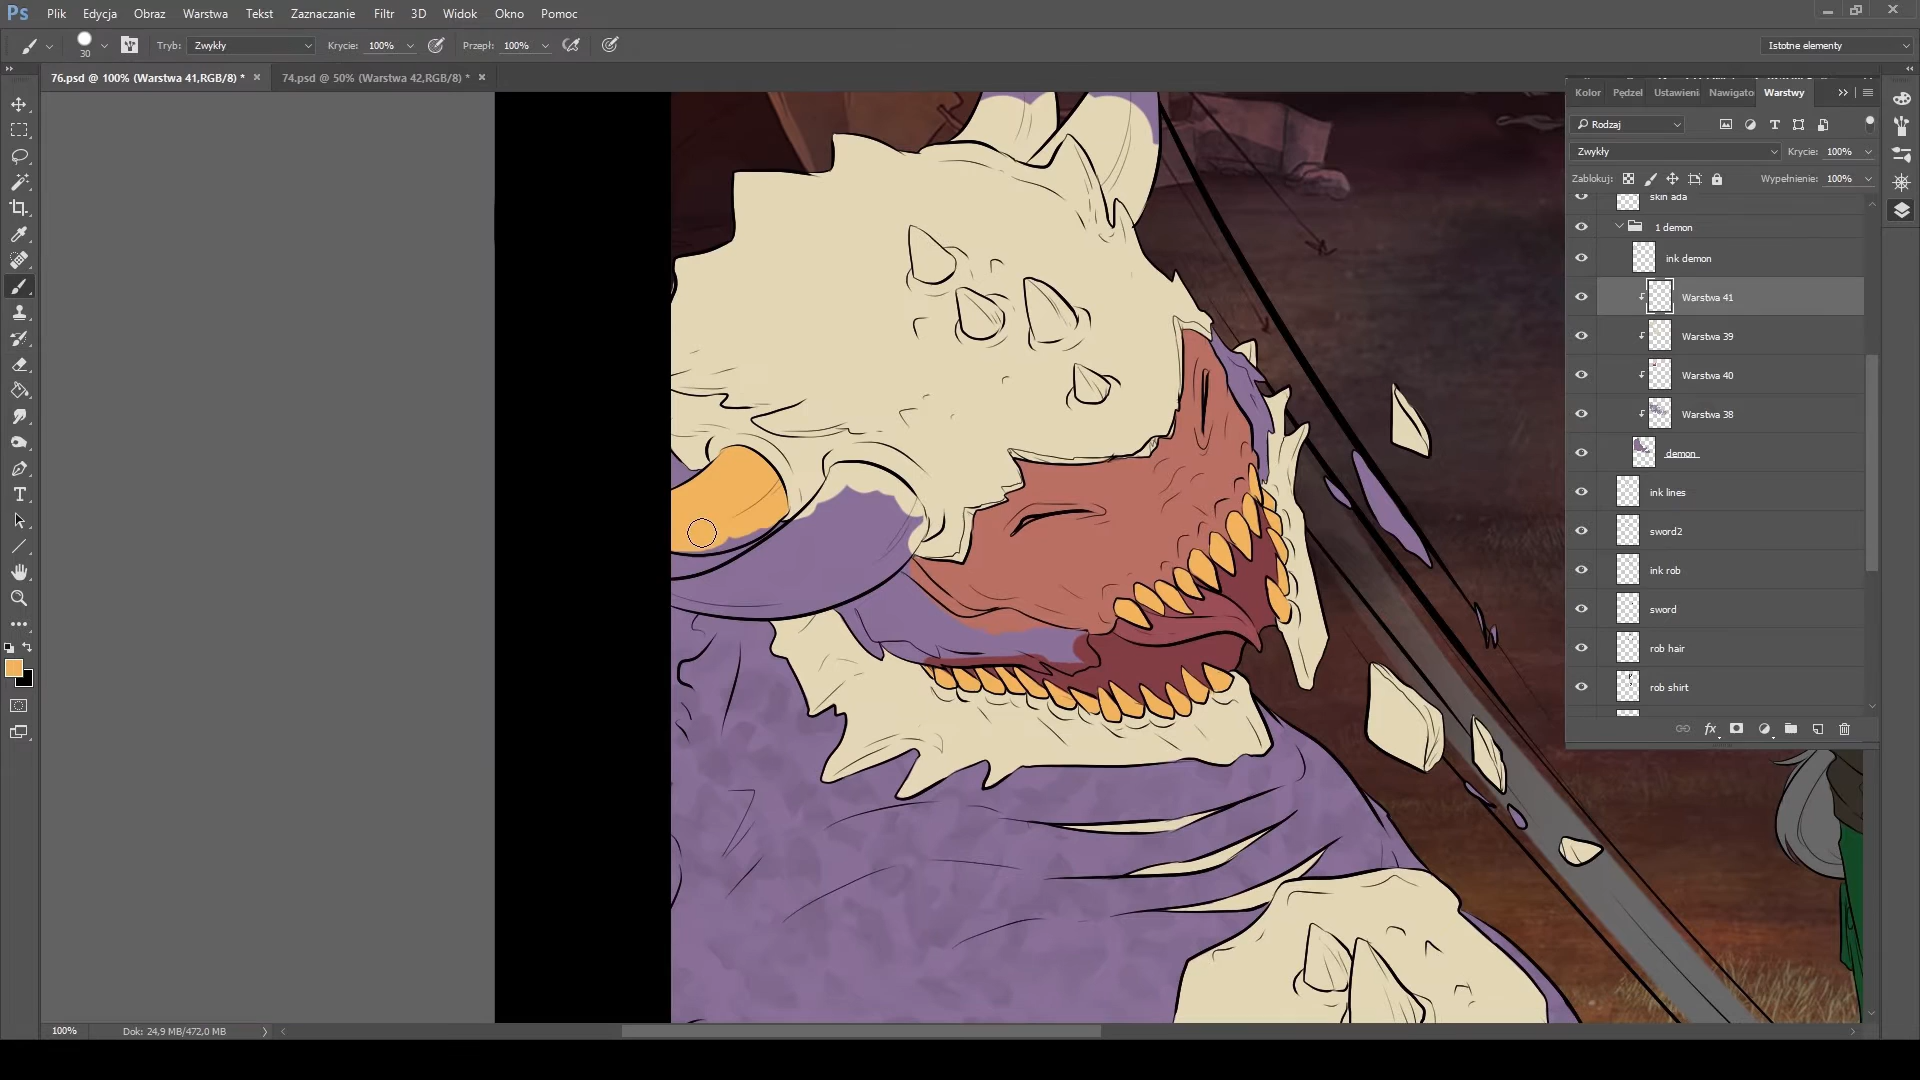 Ps Plik Edycja Obraz Warstwa Tekst Zaznaczanie Filtr 3D Widok Okno Pomoc
30 Tryb: Zwykły Krycie: 100% Przepł: 100% Istotne elementy
76.psd @ 100% (Warstwa 41,RGB/8) * 74.psd @ 50% (Warstwa 42,RGB/8) *
Kolor Pędzel Ustawieni Nawigato Warstwy
Rodzaj
Zwykły Krycie: 100%
Zablokuj: Wypełnienie: 100%
skin ada
1 demon
ink demon
Warstwa 41
Warstwa 39
Warstwa 40
Warstwa 38
demon
ink lines
sword2
ink rob
sword
rob hair
rob shirt
fx
100% Dok: 24,9 MB/472,0 MB